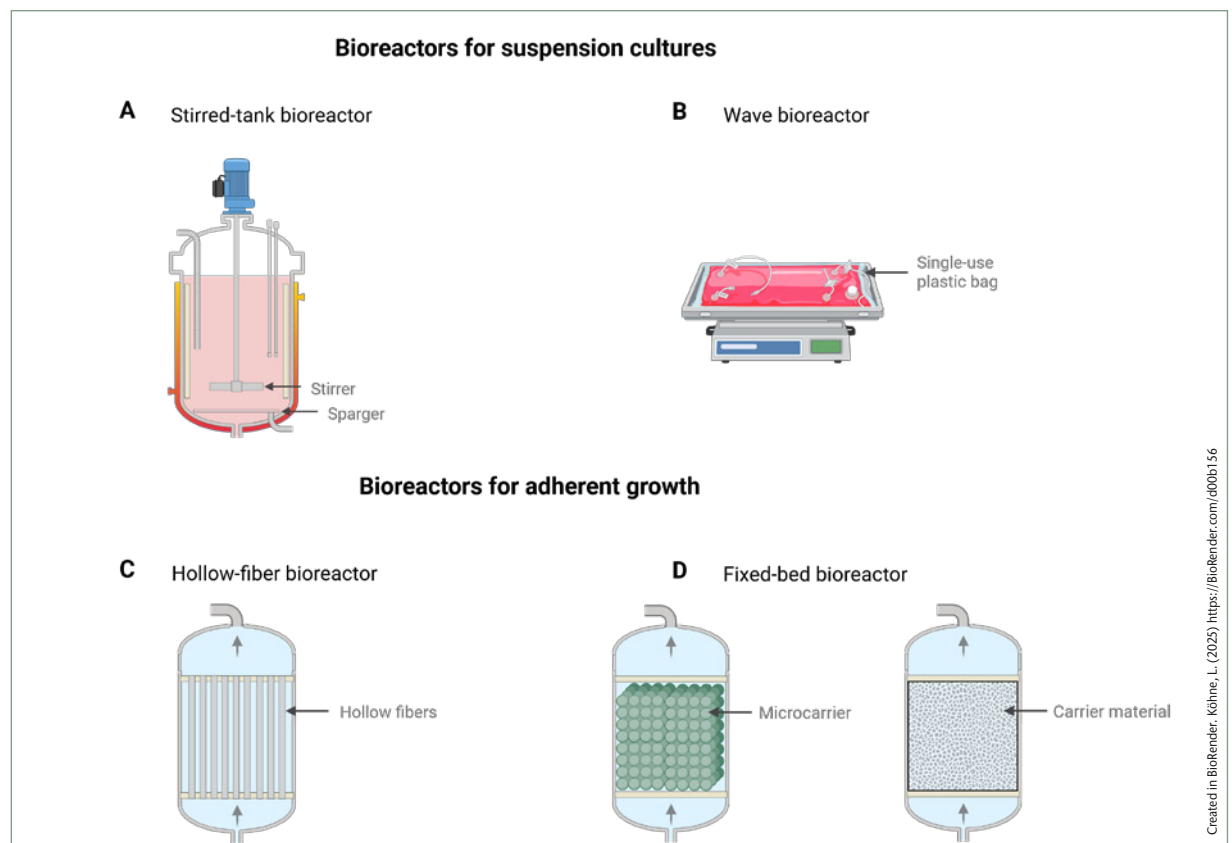 Bioreactors for suspension cultures
A Stirred-tank bioreactor
B Wave bioreactor
Single-use
plastic bag
Stirrer
Sparger
Bioreactors for adherent growth
C Hollow-fiber bioreactor
D Fixed-bed bioreactor
Hollow fibers
Microcarrier
Carrier material
Created in BioRender. Köhne, L. (2025) https://BioRender.com/d00b156